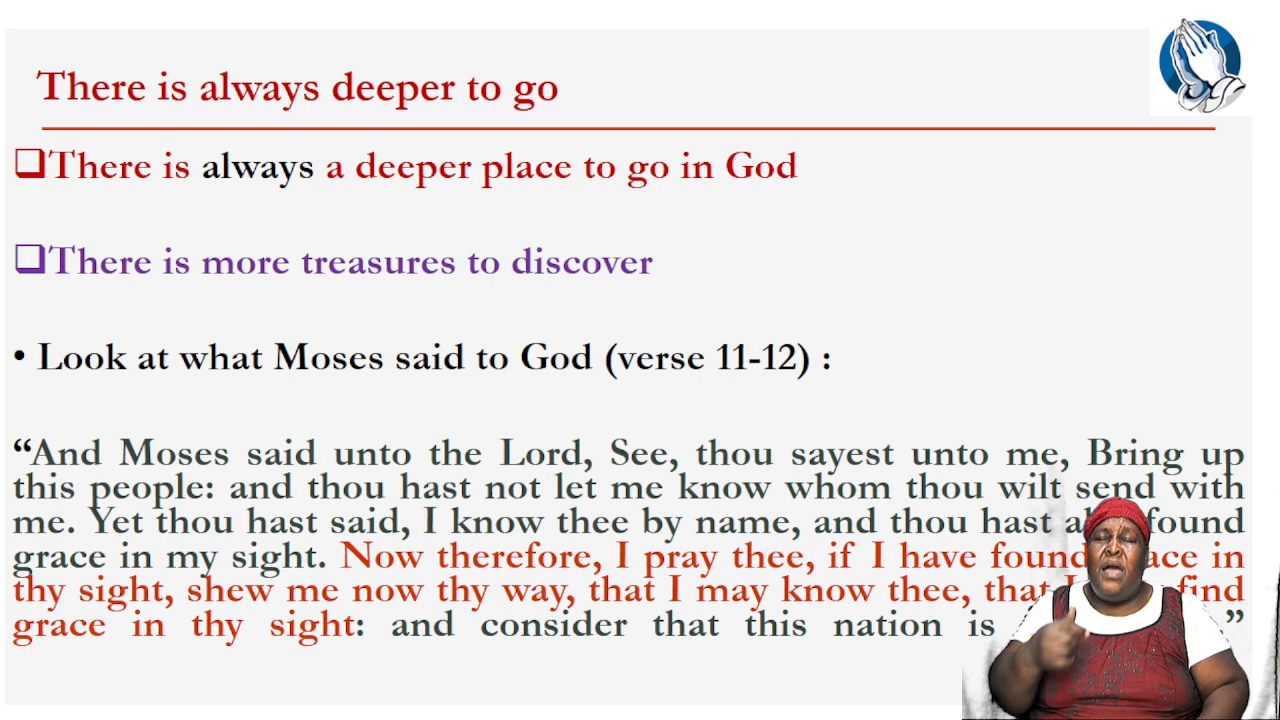 There is always deeper to go
There is always a deeper place to go in God
There is more treasures to discover
• Look at what Moses said to God (verse 11-12) :
“And Moses said unto the Lord, See, thou sayest unto me, Bring up
this people: and thou hast not let me know whom thou wilt send with
me. Yet thou hast said, I know thee by name, and thou hast found
grace in my sight. Now therefore, I pray thee, if I have found in
thy sight, shew me now thy way, that I may know thee, that find
grace in thy sight: and consider that this nation is ”